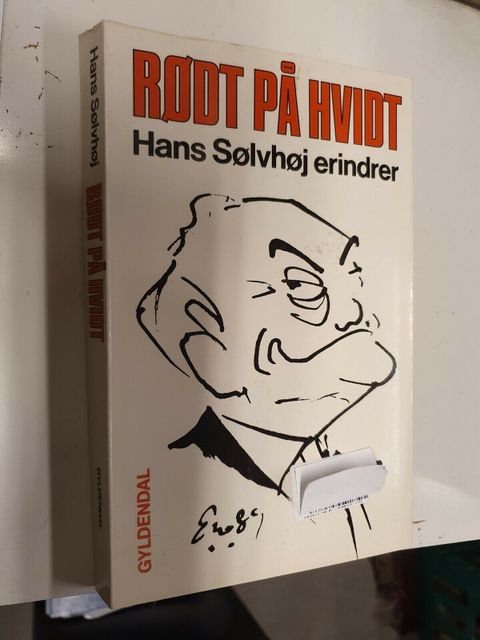 RØDT PÅ HVIDT
Hans Sølvhøj erindrer
GYLDENDAL
Hans Sølvhøj RØDT PÅ HVIDT GYLDENDAL